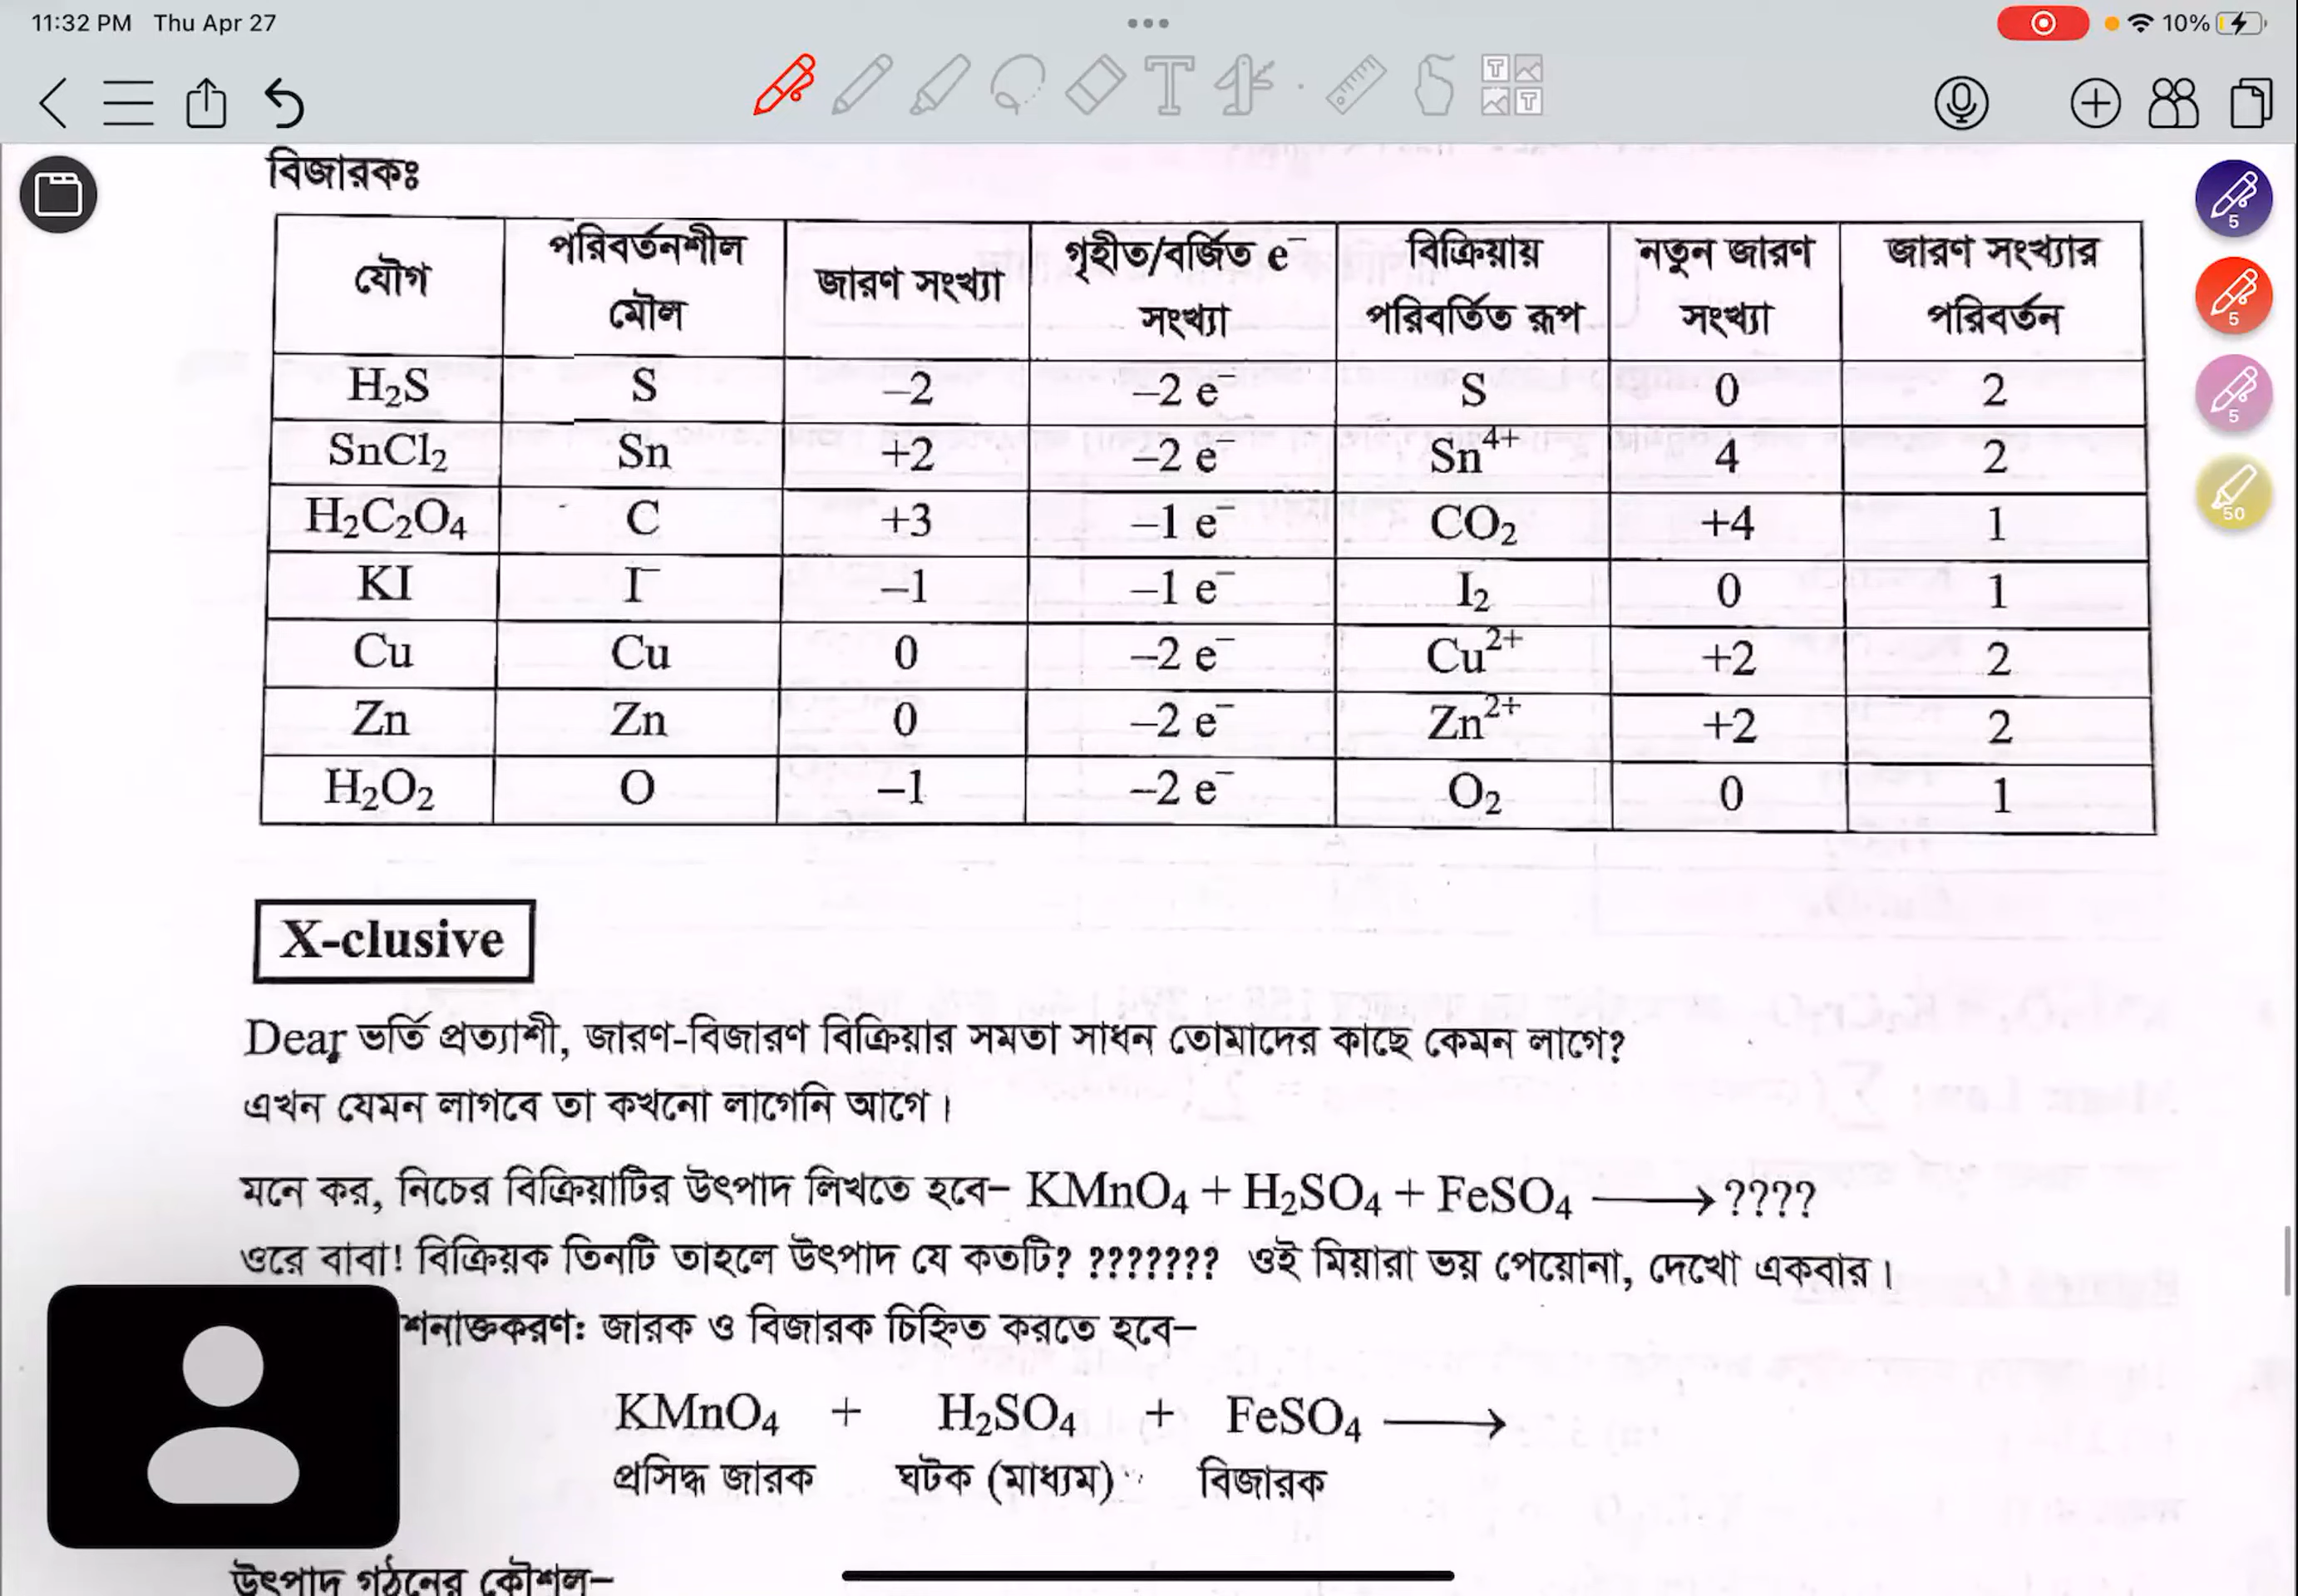 11:32 PM Thu Apr 27
10%
বিজারকঃ
যৌগ পরিবর্তনশীল মৌল জারণ সংখ্যা গৃহীত/বর্জিত e⁻ সংখ্যা বিক্রিয়ায় পরিবর্তিত রূপ নতুন জারণ সংখ্যা জারণ সংখ্যার পরিবর্তন
H₂S S –2 –2 e⁻ S 0 2
SnCl₂ Sn +2 –2 e⁻ Sn⁴⁺ 4 2
H₂C₂O₄ C +3 –1 e⁻ CO₂ +4 1
KI I⁻ –1 –1 e⁻ I₂ 0 1
Cu Cu 0 –2 e⁻ Cu²⁺ +2 2
Zn Zn 0 –2 e⁻ Zn²⁺ +2 2
H₂O₂ O –1 –2 e⁻ O₂ 0 1
5
5
5
50
X-clusive
Dear ভর্তি প্রত্যাশী, জারণ-বিজারণ বিক্রিয়ার সমতা সাধন তোমাদের কাছে কেমন লাগে?
এখন যেমন লাগবে তা কখনো লাগেনি আগে।
মনে কর, নিচের বিক্রিয়াটির উৎপাদ লিখতে হবে– KMnO₄ + H₂SO₄ + FeSO₄ ⟶ ????
ওরে বাবা! বিক্রিয়ক তিনটি তাহলে উৎপাদ যে কতটি? ??????? ওই মিয়ারা ভয় পেয়োনা, দেখো একবার।
শনাক্তকরণ: জারক ও বিজারক চিহ্নিত করতে হবে–
KMnO₄ + H₂SO₄ + FeSO₄ ⟶
প্রসিদ্ধ জারক ঘটক (মাধ্যম) বিজারক
উৎপাদ গঠনের কৌশল–